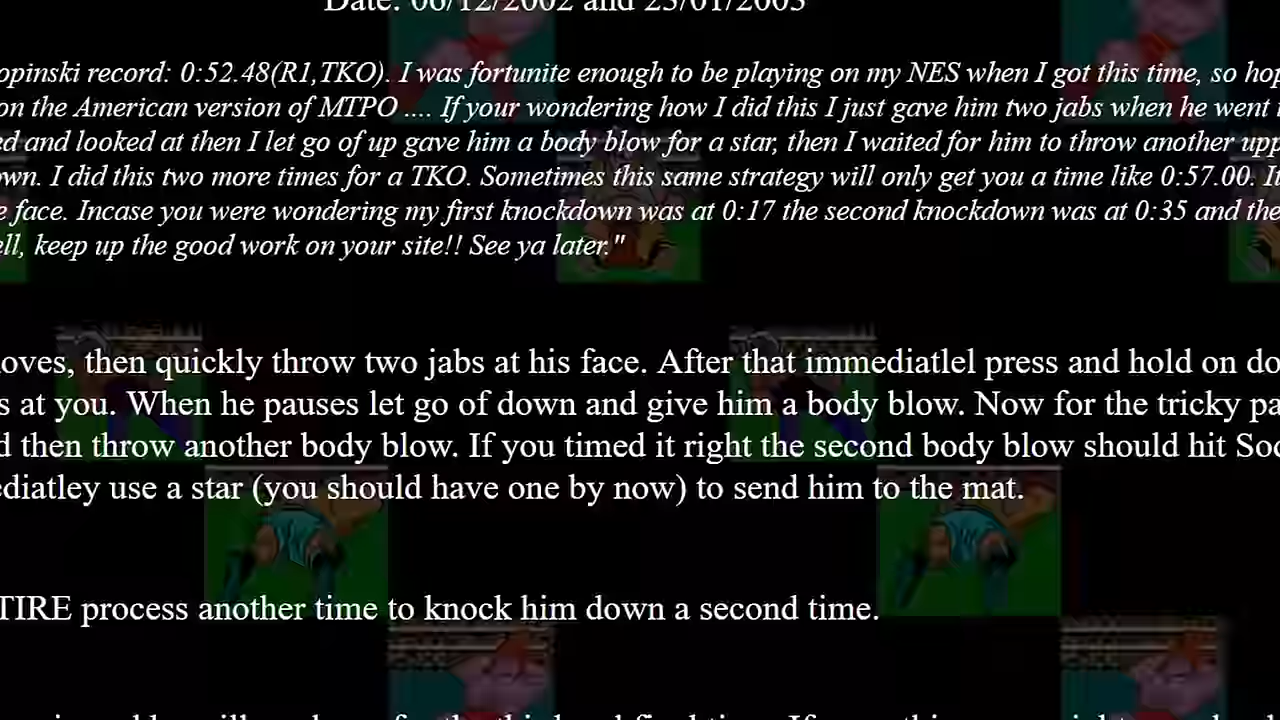 Date: 06/12/2002 and 23/01/2003
opinski record: 0:52.48(R1,TKO). I was fortunite enough to be playing on my NES when I got this time, so hop
on the American version of MTPO .... If your wondering how I did this I just gave him two jabs when he went
ed and looked at then I let go of up gave him a body blow for a star, then I waited for him to throw another upp
own. I did this two more times for a TKO. Sometimes this same strategy will only get you a time like 0:57.00. It
e face. Incase you were wondering my first knockdown was at 0:17 the second knockdown was at 0:35 and the
ell, keep up the good work on your site!! See ya later."
oves, then quickly throw two jabs at his face. After that immediatlel press and hold on do
s at you. When he pauses let go of down and give him a body blow. Now for the tricky pa
d then throw another body blow. If you timed it right the second body blow should hit Soc
ediatley use a star (you should have one by now) to send him to the mat.
TIRE process another time to knock him down a second time.